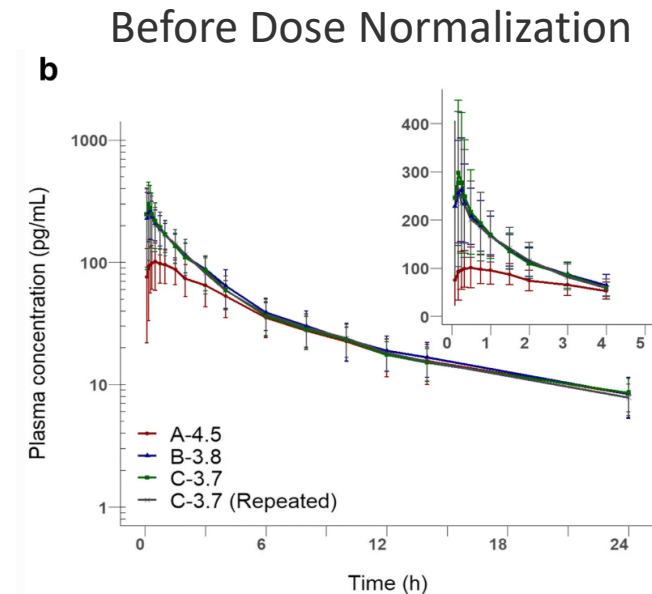 Before Dose Normalization
b
Plasma concentration (pg/mL)
1000
100
10
1
400
300
200
100
0
0 1 2 3 4 5
A-4.5
B-3.8
C-3.7
C-3.7 (Repeated)
0 6 12 18 24
Time (h)